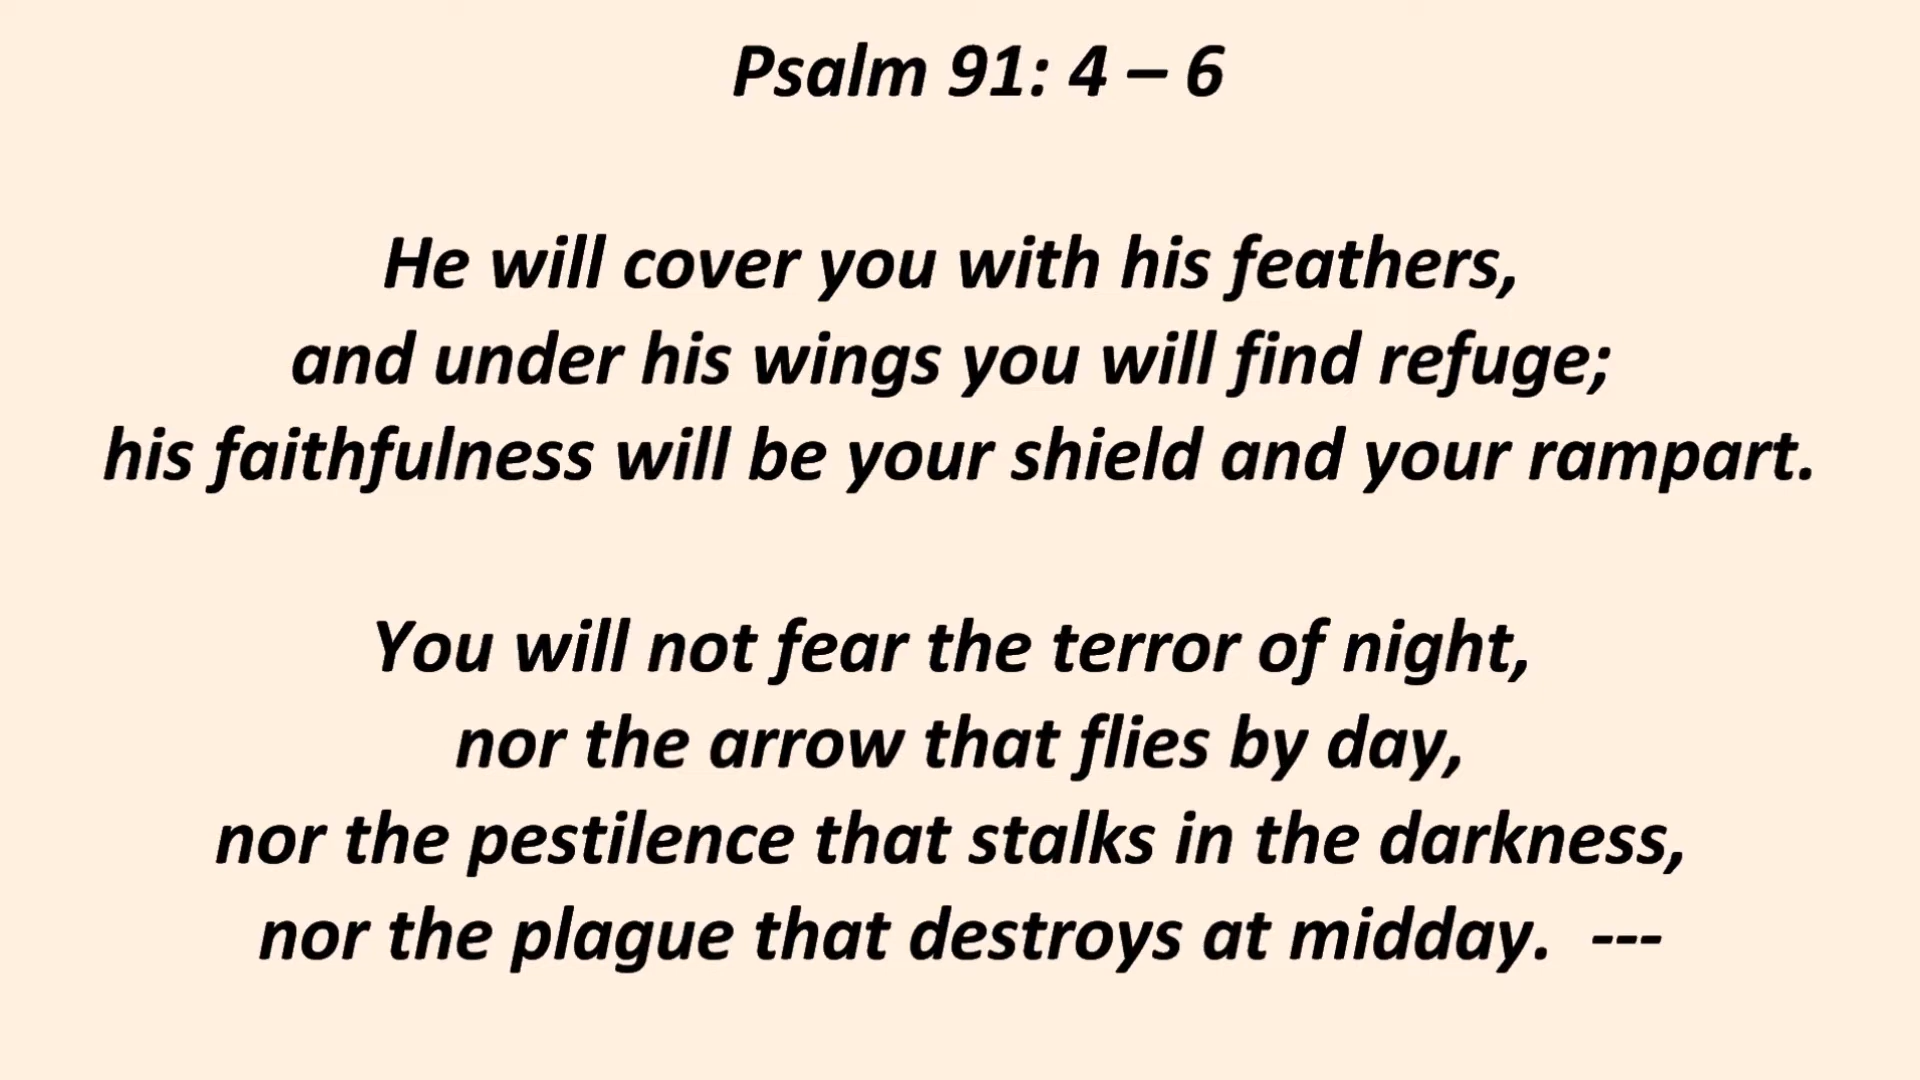 Psalm 91: 4 – 6
He will cover you with his feathers,
and under his wings you will find refuge;
his faithfulness will be your shield and your rampart.
You will not fear the terror of night,
nor the arrow that flies by day,
nor the pestilence that stalks in the darkness,
nor the plague that destroys at midday.  ---